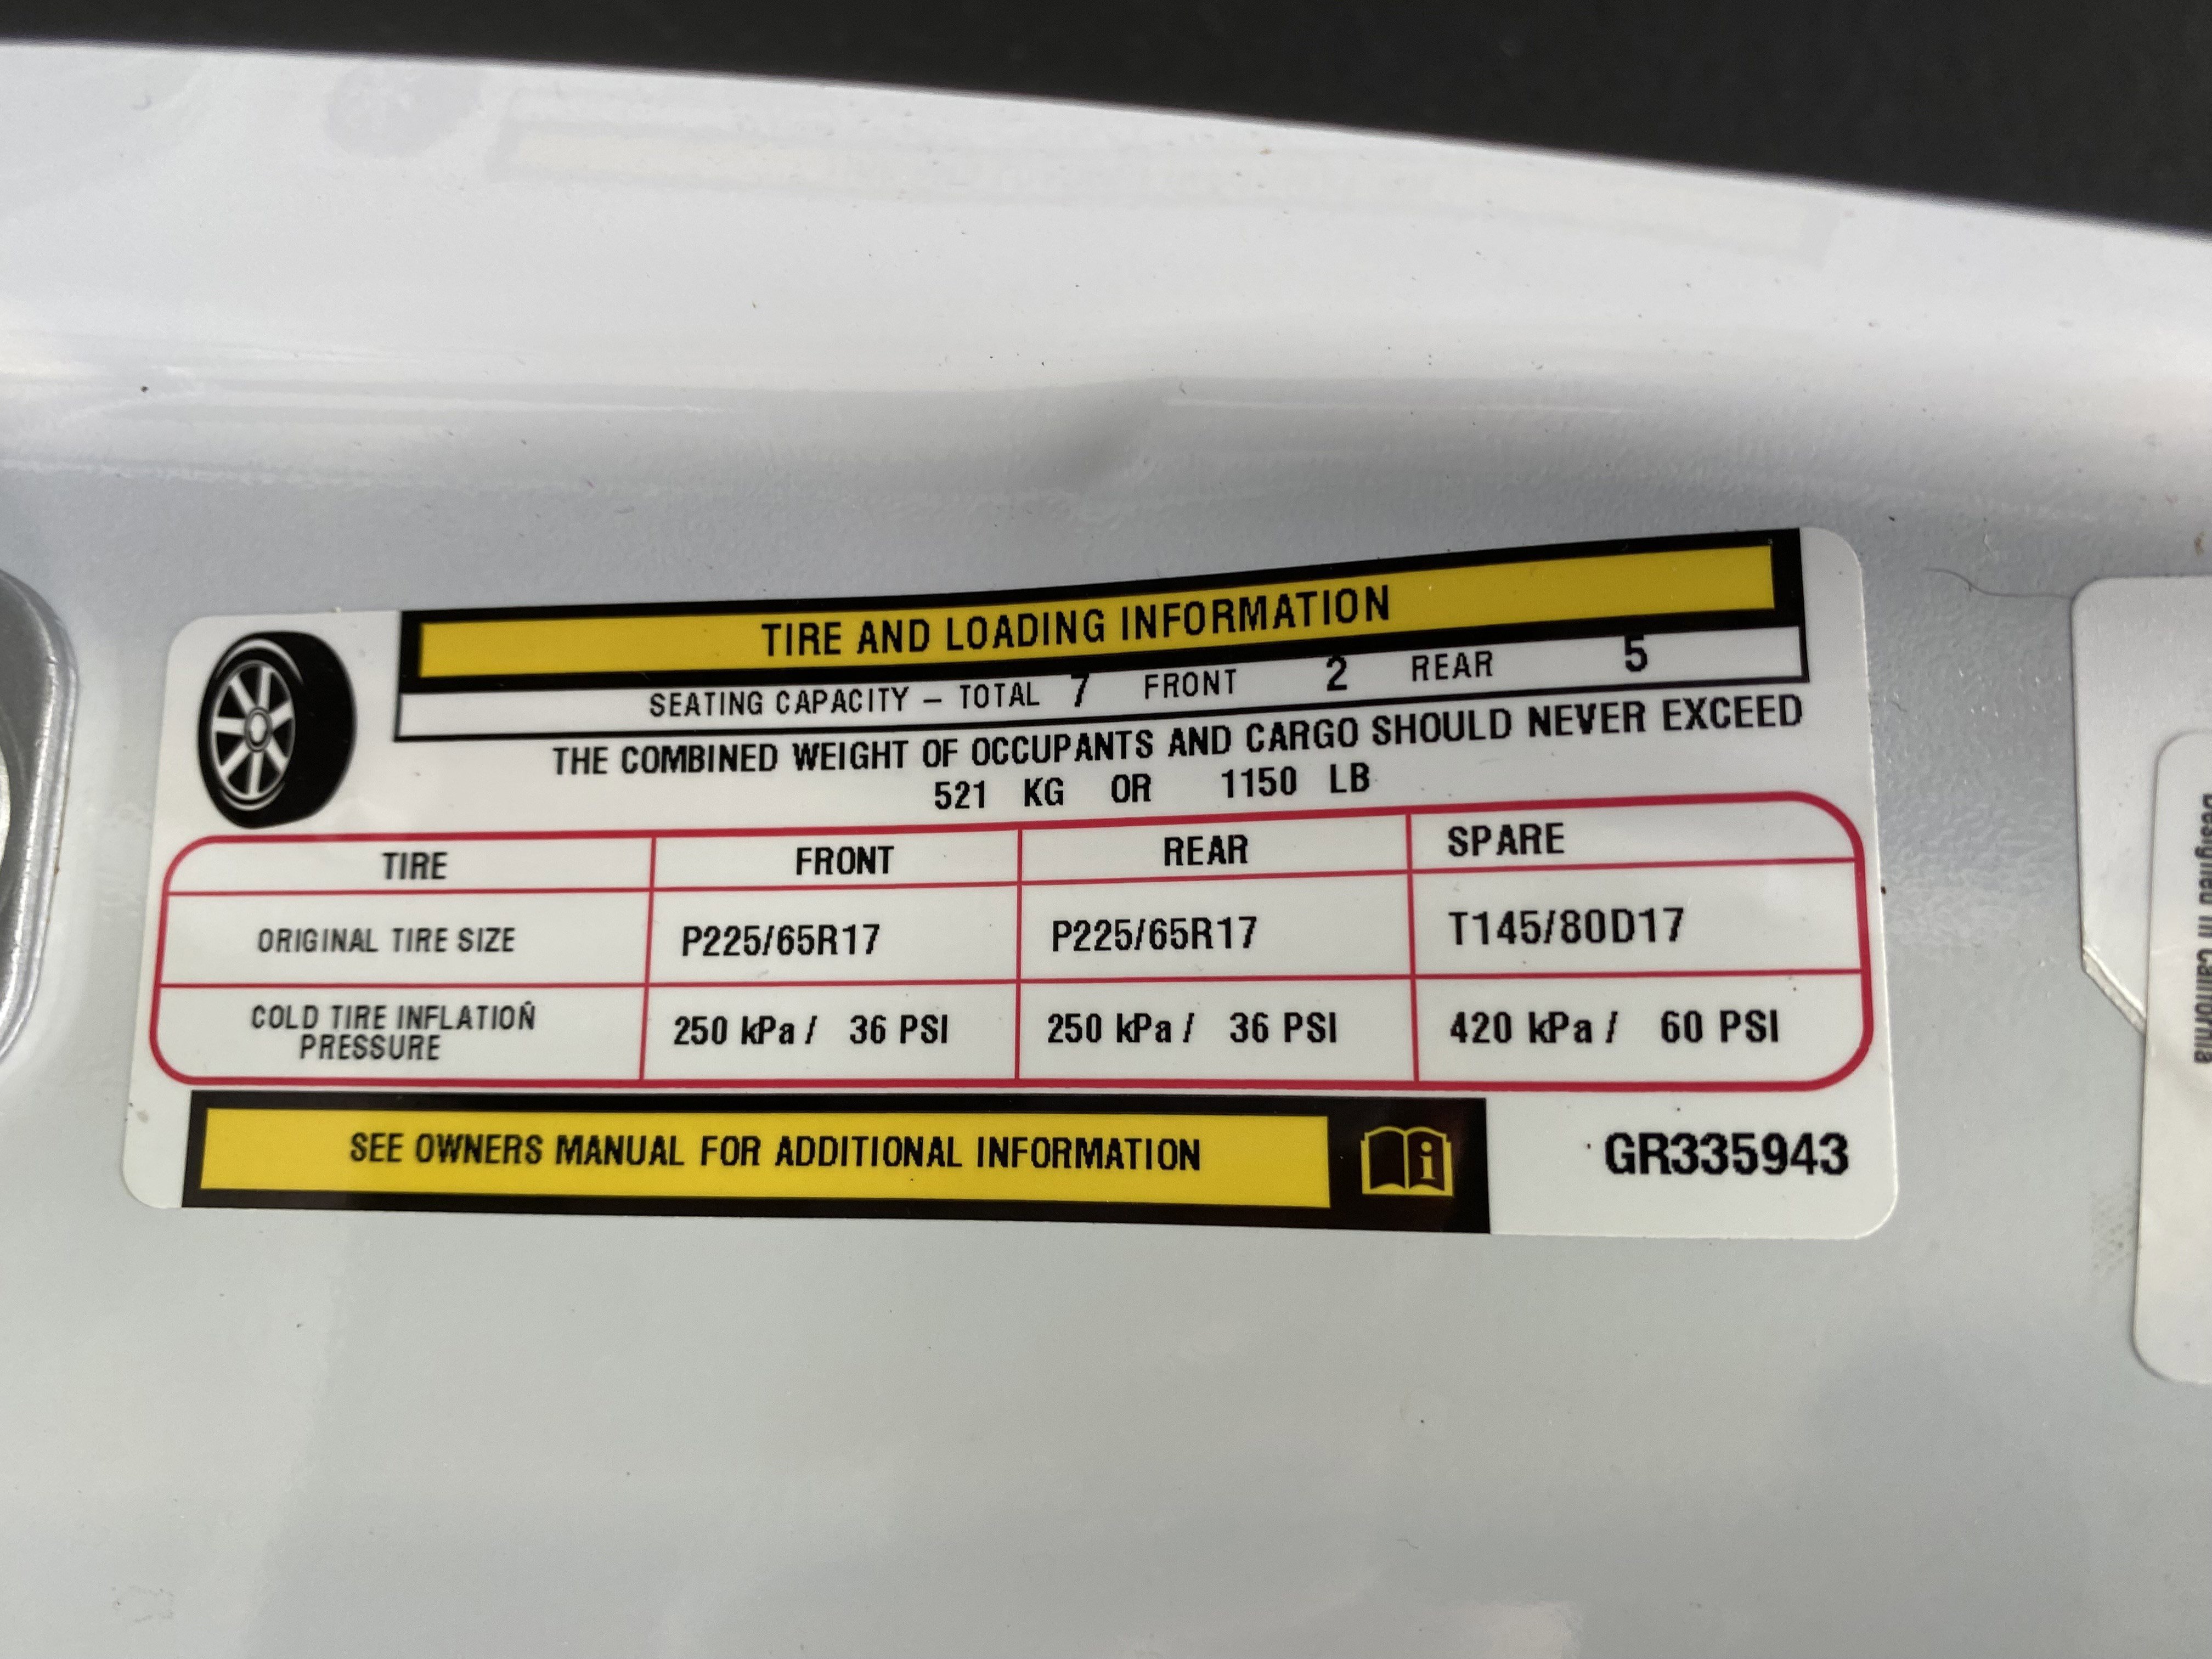 TIRE AND LOADING INFORMATION
SEATING CAPACITY – TOTAL 7 FRONT 2 REAR 5
THE COMBINED WEIGHT OF OCCUPANTS AND CARGO SHOULD NEVER EXCEED
521 KG OR 1150 LB
TIRE FRONT REAR SPARE
ORIGINAL TIRE SIZE P225/65R17 P225/65R17 T145/80D17
COLD TIRE INFLATION
PRESSURE 250 kPa / 36 PSI 250 kPa / 36 PSI 420 kPa / 60 PSI
SEE OWNERS MANUAL FOR ADDITIONAL INFORMATION
GR335943
Designed in California